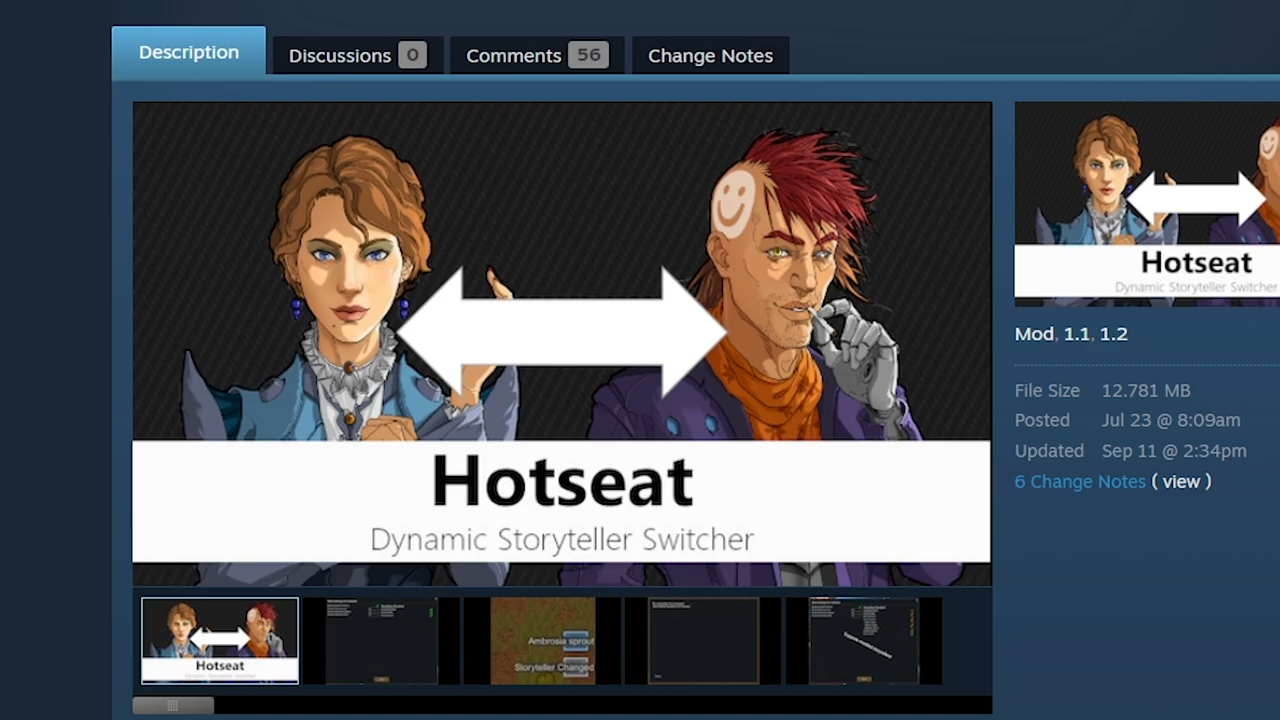 Description
Discussions 0
Comments 56
Change Notes
Hotseat
Dynamic Storyteller Switcher
Hotseat
Dynamic Storyteller Switcher
Mod, 1.1, 1.2
File Size 12.781 MB
Posted Jul 23 @ 8:09am
Updated Sep 11 @ 2:34pm
6 Change Notes ( view )
Hotseat
Ambrosia sprout
Storyteller Changed